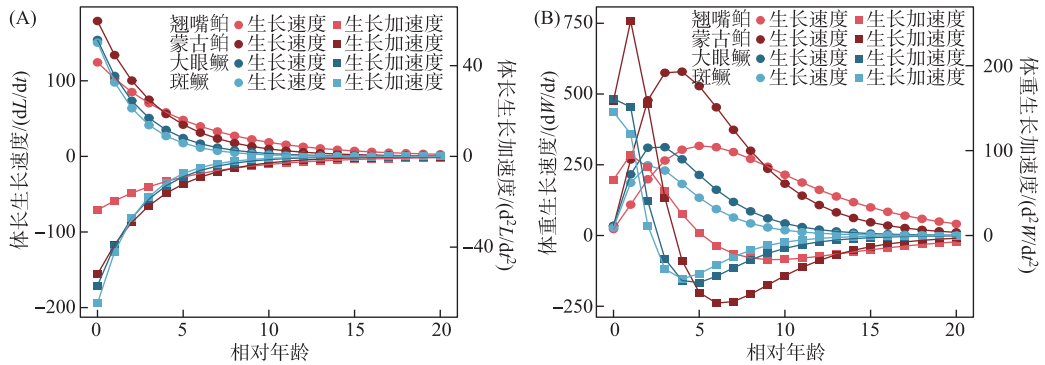 (A)
翘嘴鲌 生长速度 生长加速度
蒙古鲌 生长速度 生长加速度
大眼鳜 生长速度 生长加速度
斑鳜 生长速度 生长加速度
体长生长速度/(dL/dt)
100
0
−100
−200
体长生长加速度/(d²L/dt²)
40
0
−40
0 5 10 15 20
相对年龄
(B)
翘嘴鲌 生长速度 生长加速度
蒙古鲌 生长速度 生长加速度
大眼鳜 生长速度 生长加速度
斑鳜 生长速度 生长加速度
体重生长速度/(dW/dt)
750
500
250
0
−250
体重生长加速度/(d²W/dt²)
200
100
0
0 5 10 15 20
相对年龄